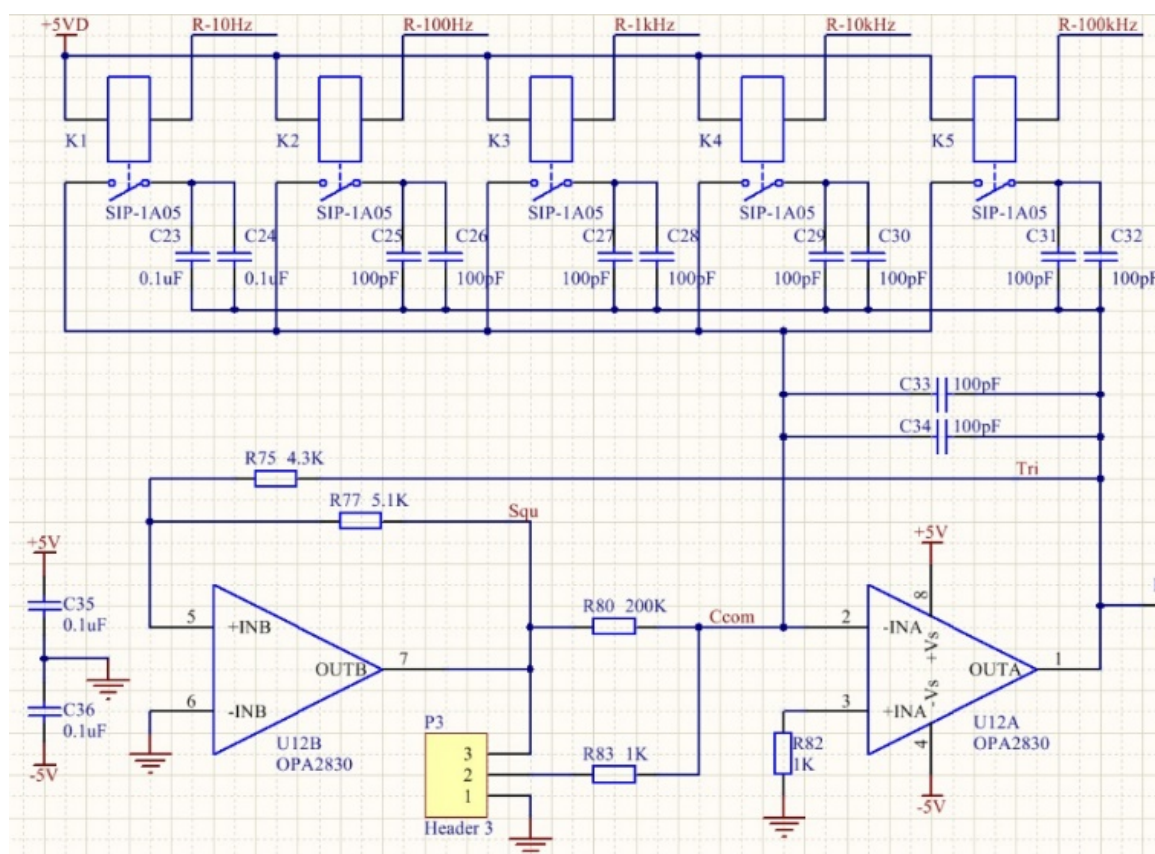 +5VD
R-10Hz
R-100Hz
R-1kHz
R-10kHz
R-100kHz
K1
K2
K3
K4
K5
SIP-1A05
SIP-1A05
SIP-1A05
SIP-1A05
SIP-1A05
C23
C24
C25
C26
C27
C28
C29
C30
C31
C32
0.1uF
0.1uF
100pF
100pF
100pF
100pF
100pF
100pF
100pF
100pF
C33 100pF
C34 100pF
R75 4.3K
Tri
R77 5.1K
Squ
+5V
C35
0.1uF
C36
0.1uF
-5V
5
+INB
OUTB
7
6
-INB
U12B
OPA2830
R80 200K
Ccom
P3
3
2
1
Header 3
R83 1K
+5V
8
2
-INA
+Vs
OUTA
1
3
+INA
-Vs
4
U12A
OPA2830
R82
1K
-5V